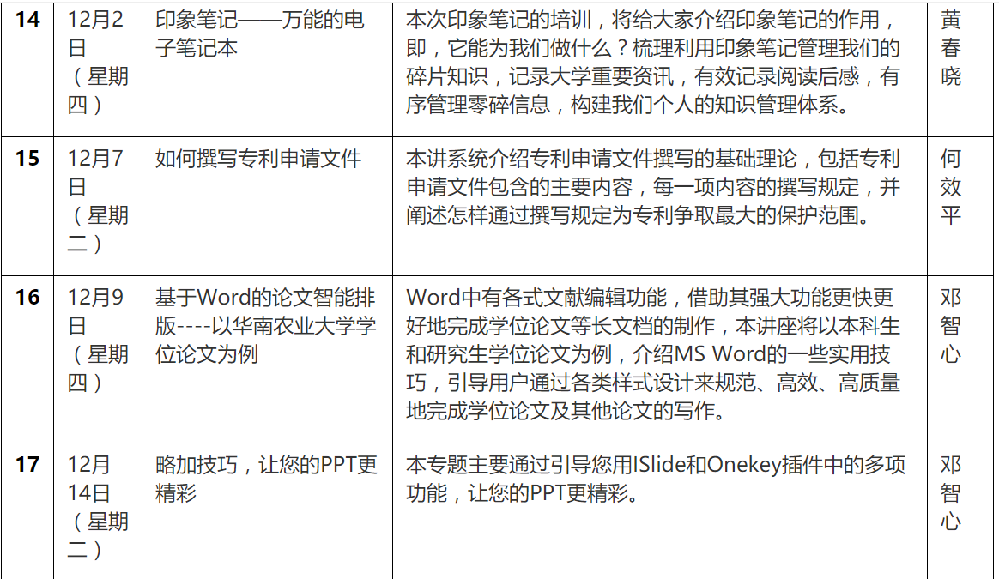 14
12月2
日
（星期
四）
印象笔记——万能的电
子笔记本
本次印象笔记的培训，将给大家介绍印象笔记的作用，
即，它能为我们做什么？梳理利用印象笔记管理我们的
碎片知识，记录大学重要资讯，有效记录阅读后感，有
序管理零碎信息，构建我们个人的知识管理体系。
黄
春
晓
15
12月7
日
（星期
二）
如何撰写专利申请文件
本讲系统介绍专利申请文件撰写的基础理论，包括专利
申请文件包含的主要内容，每一项内容的撰写规定，并
阐述怎样通过撰写规定为专利争取最大的保护范围。
何
效
平
16
12月9
日
（星期
四）
基于Word的论文智能排
版----以华南农业大学学
位论文为例
Word中有各式文献编辑功能，借助其强大功能更快更
好地完成学位论文等长文档的制作，本讲座将以本科生
和研究生学位论文为例，介绍MS Word的一些实用技
巧，引导用户通过各类样式设计来规范、高效、高质量
地完成学位论文及其他论文的写作。
邓
智
心
17
12月
14日
（星期
二）
略加技巧，让您的PPT更
精彩
本专题主要通过引导您用ISlide和Onekey插件中的多项
功能，让您的PPT更精彩。
邓
智
心